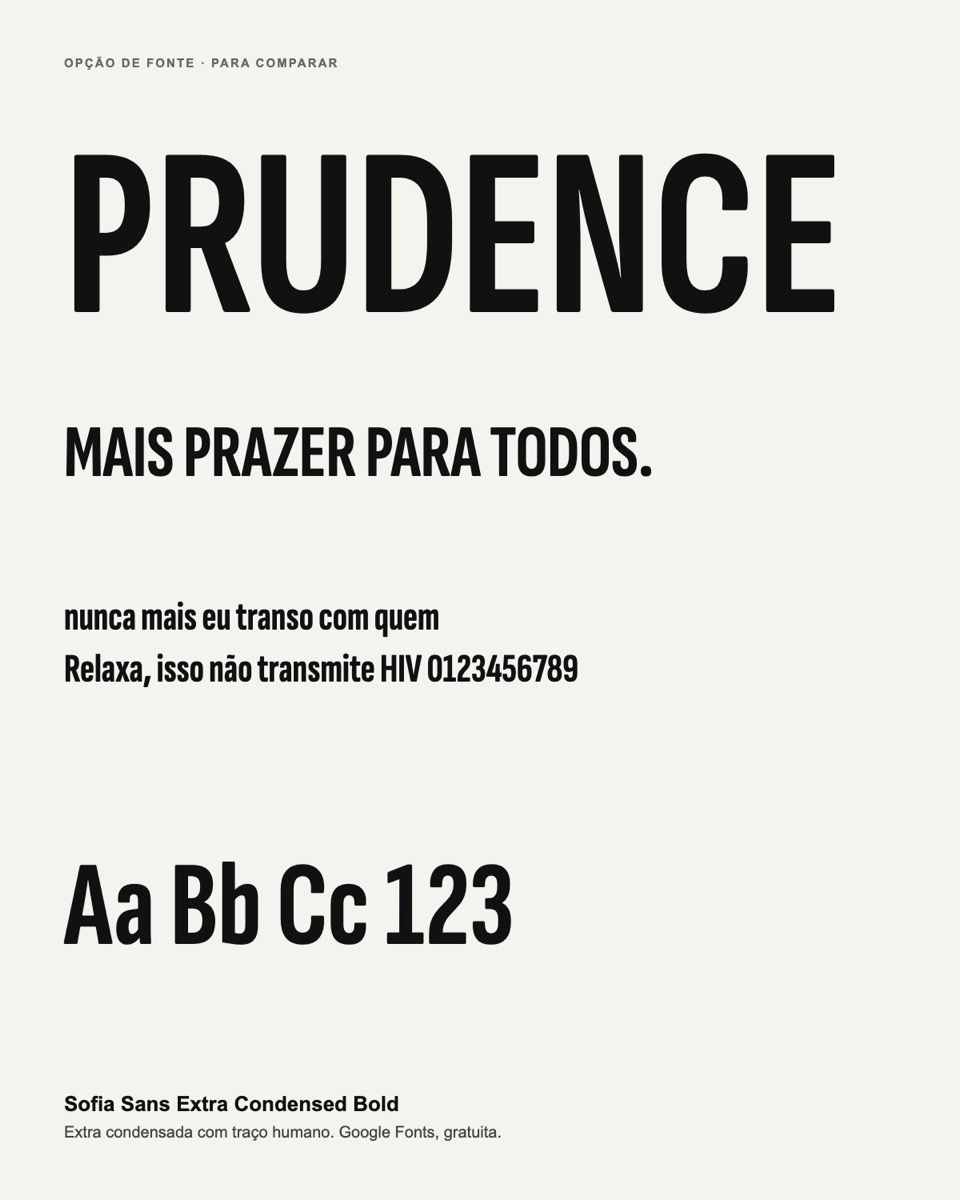 OPÇÃO DE FONTE · PARA COMPARAR
PRUDENCE
MAIS PRAZER PARA TODOS.
nunca mais eu transo com quem
Relaxa, isso não transmite HIV 0123456789
Aa Bb Cc 123
Sofia Sans Extra Condensed Bold
Extra condensada com traço humano. Google Fonts, gratuita.